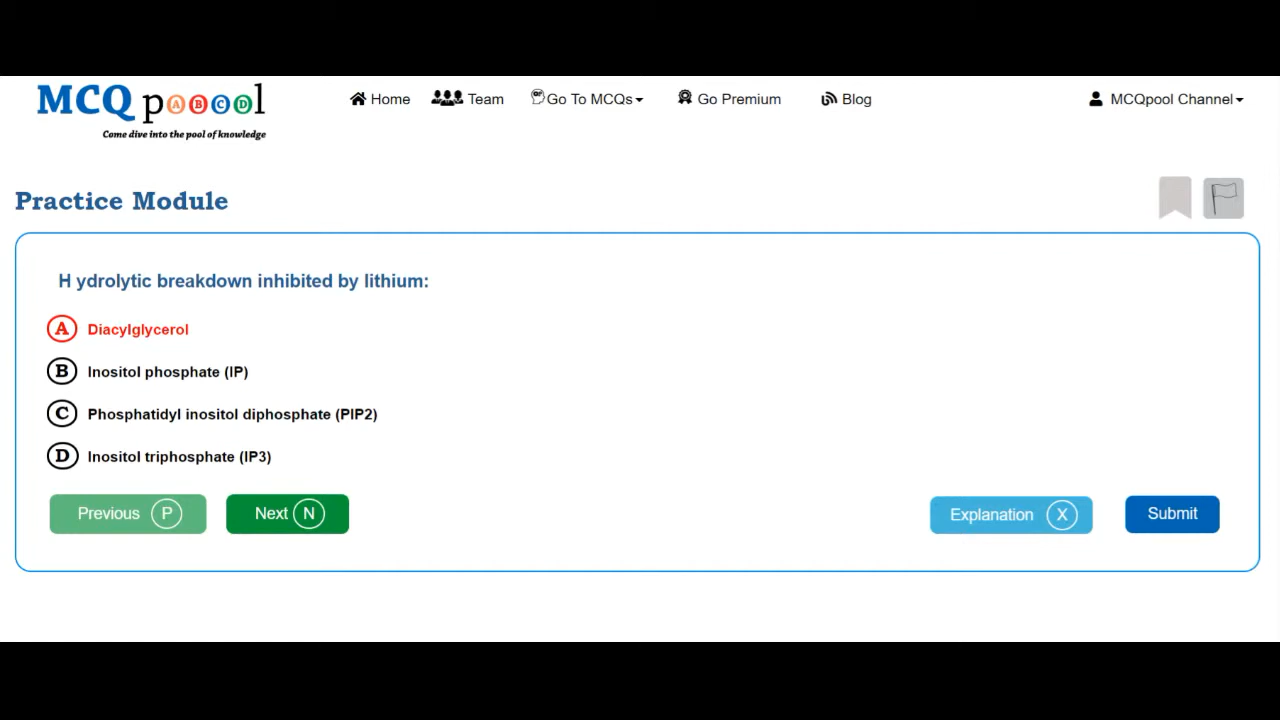 MCQ pABCDl
Home Team Go To MCQs Go Premium Blog MCQpool Channel
Come dive into the pool of knowledge
Practice Module
H ydrolytic breakdown inhibited by lithium:
A Diacylglycerol
B Inositol phosphate (IP)
C Phosphatidyl inositol diphosphate (PIP2)
D Inositol triphosphate (IP3)
Previous P Next N Explanation X Submit